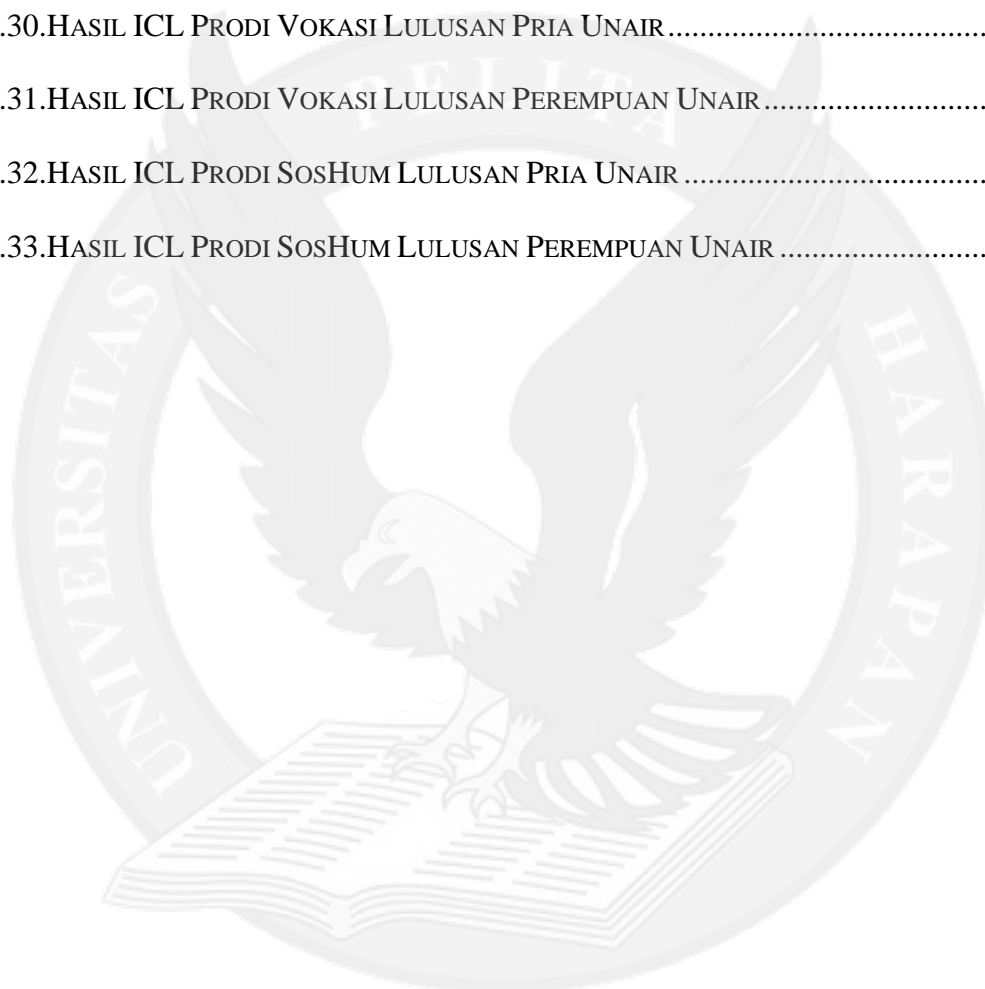 .30.HASIL ICL PRODI VOKASI LULUSAN PRIA UNAIR.....................................
.31.HASIL ICL PRODI VOKASI LULUSAN PEREMPUAN UNAIR..........................
.32.HASIL ICL PRODI SOSHUM LULUSAN PRIA UNAIR ...................................
.33.HASIL ICL PRODI SOSHUM LULUSAN PEREMPUAN UNAIR ........................
UNIVERSITAS PELITA HARAPAN